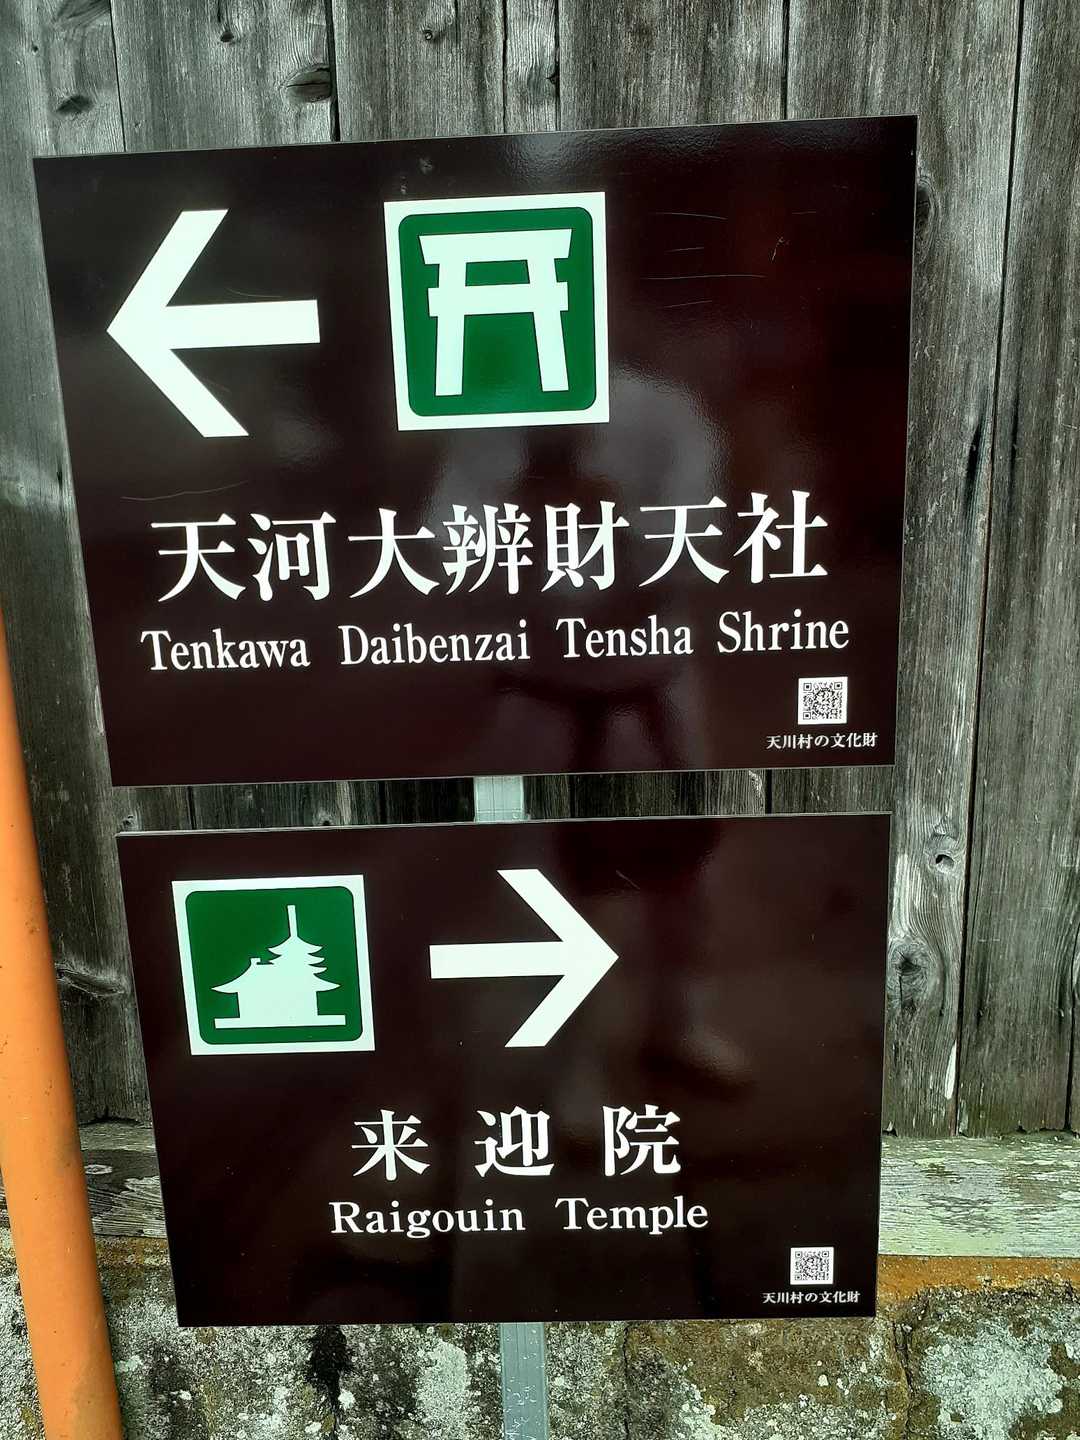 天河大辨財天社
Tenkawa Daibenzai Tensha Shrine
天川村の文化財
来迎院
Raigouin Temple
天川村の文化財